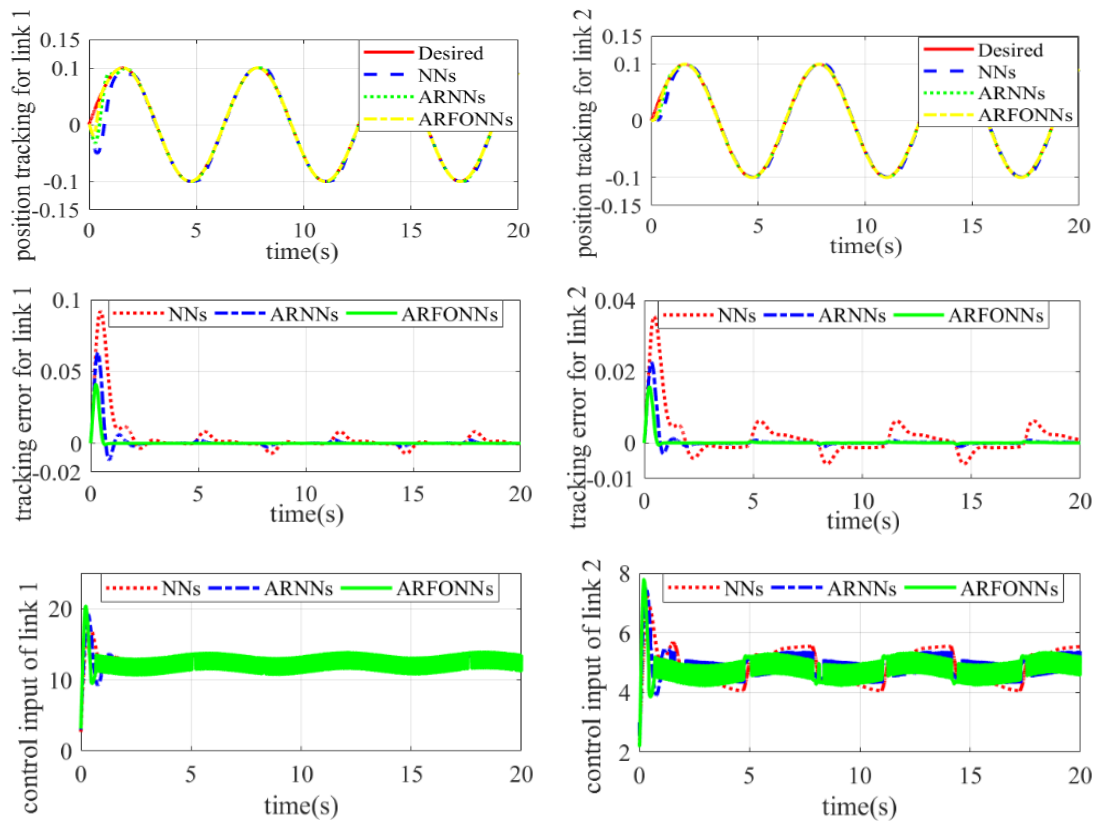 position tracking for link 1
0.15
0.1
0
-0.1
-0.15
Desired
NNs
ARNNs
ARFONNs
0 5 10 15 20
time(s)
position tracking for link 2
0.15
0.1
0
-0.1
-0.15
Desired
NNs
ARNNs
ARFONNs
0 5 10 15 20
time(s)
tracking error for link 1
0.1
0.05
0
-0.02
NNs ARNNs ARFONNs
0 5 10 15 20
time(s)
tracking error for link 2
0.04
0.02
0
-0.01
NNs ARNNs ARFONNs
0 5 10 15 20
time(s)
control input of link 1
20
10
0
NNs ARNNs ARFONNs
0 5 10 15 20
time(s)
control input of link 2
8
6
4
2
NNs ARNNs ARFONNs
0 5 10 15 20
time(s)